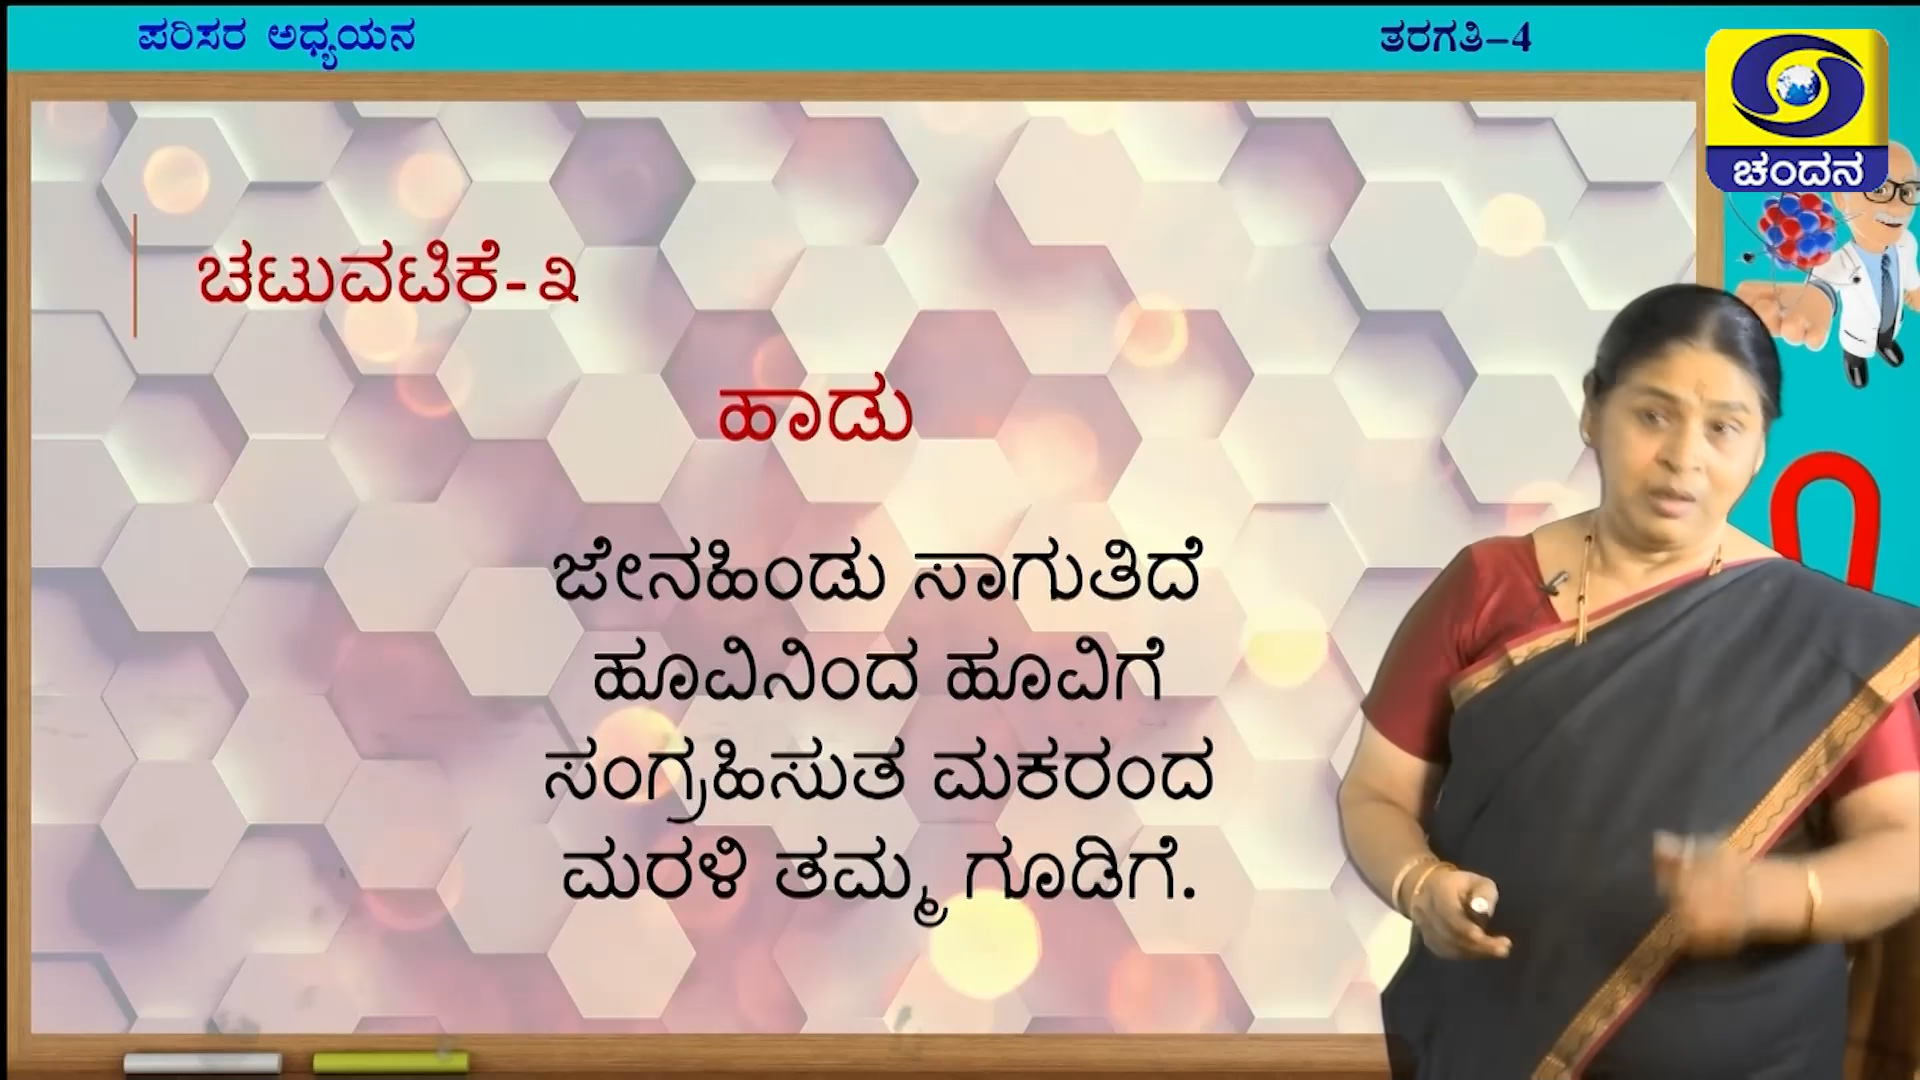 ಪರಿಸರ ಅಧ್ಯಯನ
ತರಗತಿ-4
ಚಂದನ
ಚಟುವಟಿಕೆ-೩
ಹಾಡು
ಜೇನಹಿಂಡು ಸಾಗುತಿದೆ
ಹೂವಿನಿಂದ ಹೂವಿಗೆ
ಸಂಗ್ರಹಿಸುತ ಮಕರಂದ
ಮರಳಿ ತಮ್ಮ ಗೂಡಿಗೆ.